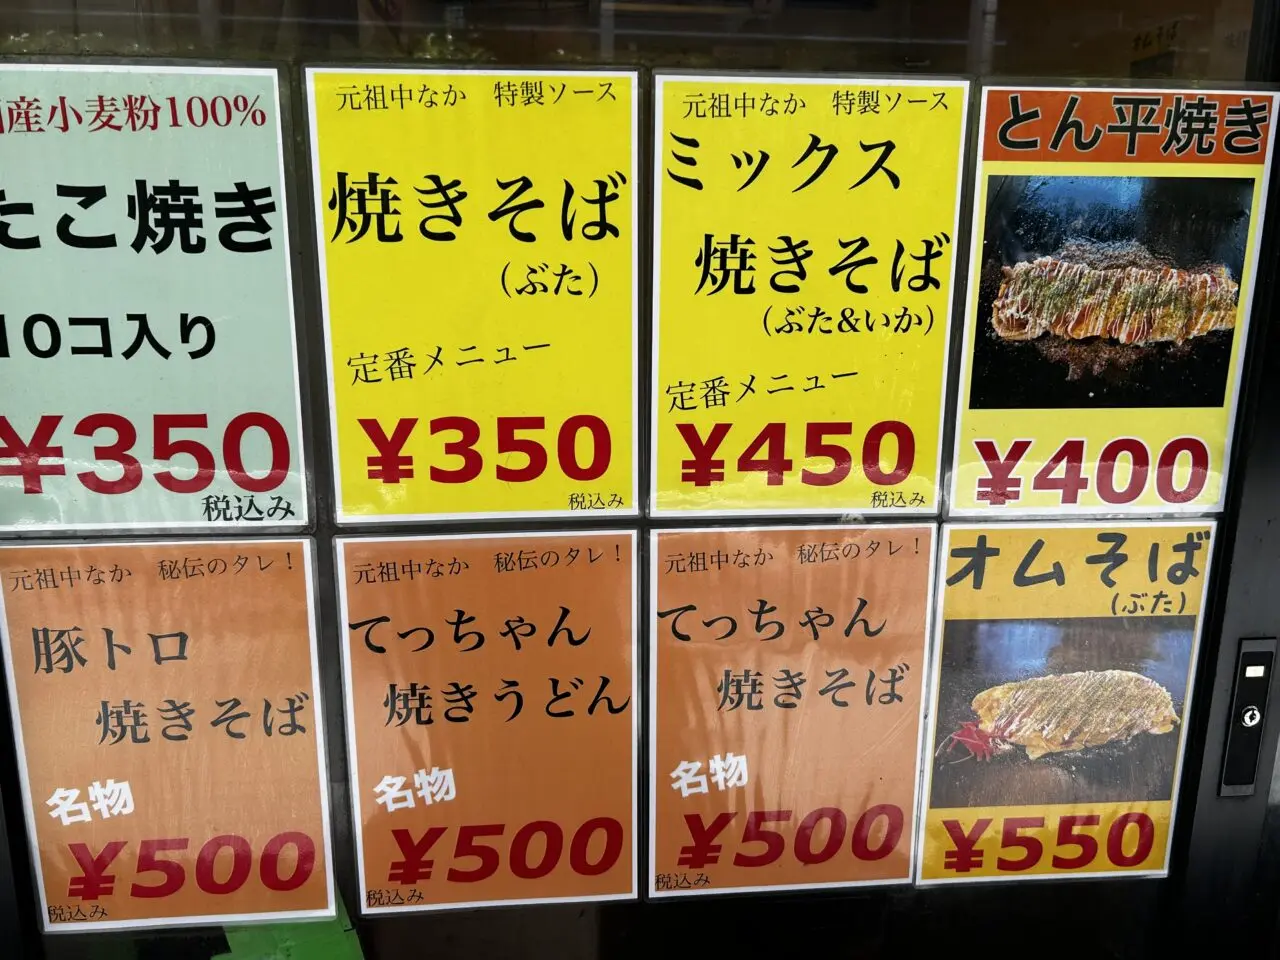 産小麦粉100%
たこ焼き
10コ入り
¥350
税込み
元祖中なか 特製ソース
焼きそば
(ぶた)
定番メニュー
¥350
税込み
元祖中なか 特製ソース
ミックス
焼きそば
(ぶた&いか)
定番メニュー
¥450
税込み
とん平焼き
¥400
元祖中なか 秘伝のタレ!
豚トロ
焼きそば
名物
¥500
税込み
元祖中なか 秘伝のタレ!
てっちゃん
焼きうどん
名物
¥500
税込み
元祖中なか 秘伝のタレ!
てっちゃん
焼きそば
名物
¥500
税込み
オムそば
(ぶた)
¥550